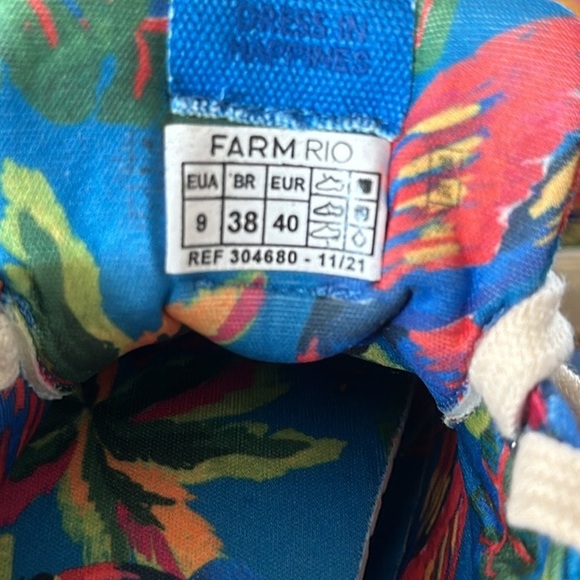 DRESS IN
HAPPINESS
FARM RIO
EUA BR EUR
9 38 40
REF 304680 - 11/21